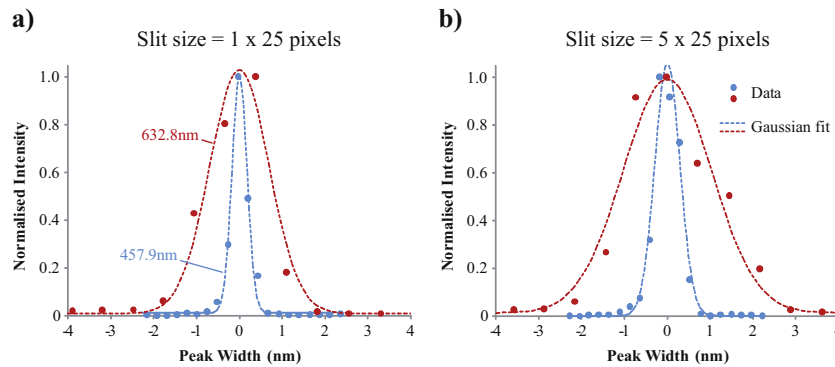 a)
Slit size = 1 x 25 pixels
Normalised Intensity
1.0
0.8
0.6
0.4
0.2
0
632.8nm
457.9nm
-4 -3 -2 -1 0 1 2 3 4
Peak Width (nm)
b)
Slit size = 5 x 25 pixels
Normalised Intensity
1.0
0.8
0.6
0.4
0.2
0
Data
Gaussian fit
-4 -3 -2 -1 0 1 2 3 4
Peak Width (nm)